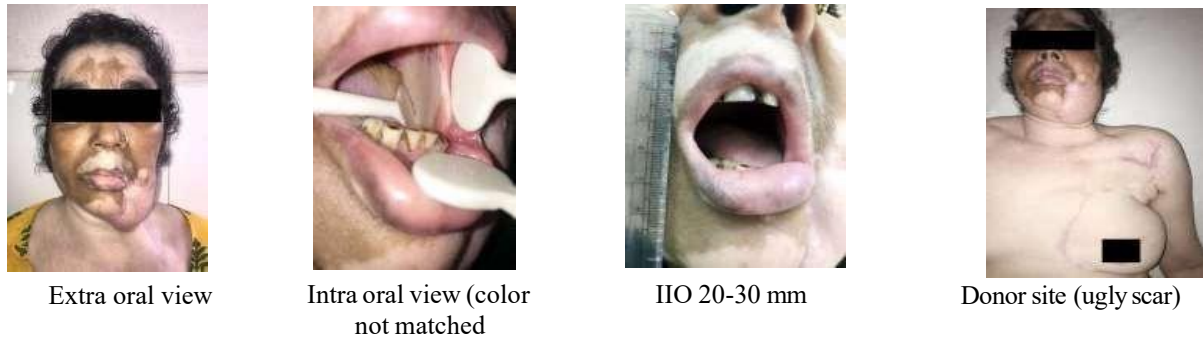 Extra oral view
Intra oral view (color
not matched
IIO 20-30 mm
Donor site (ugly scar)